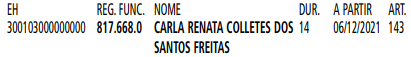 EH REG. FUNC. NOME DUR. A PARTIR ART.
300103000000000 817.668.0 CARLA RENATA COLLETES DOS 14 06/12/2021 143
SANTOS FREITAS